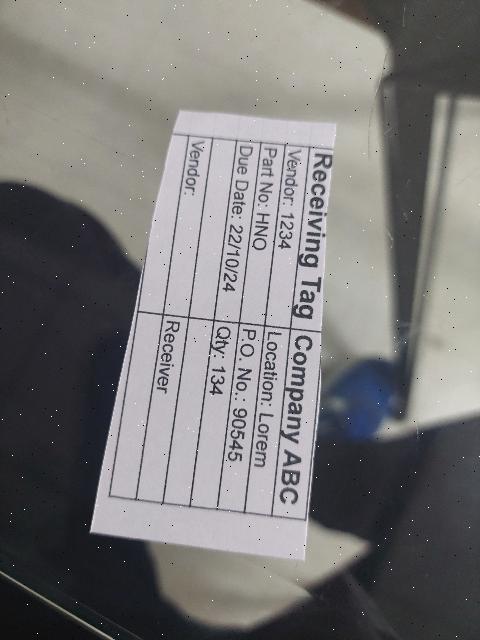 Receiving Tag Company ABC
Vendor: 1234 Location: Lorem
Part No: HNO P.O. No.: 90545
Due Date: 22/10/24 Qty: 134
Vendor: Receiver